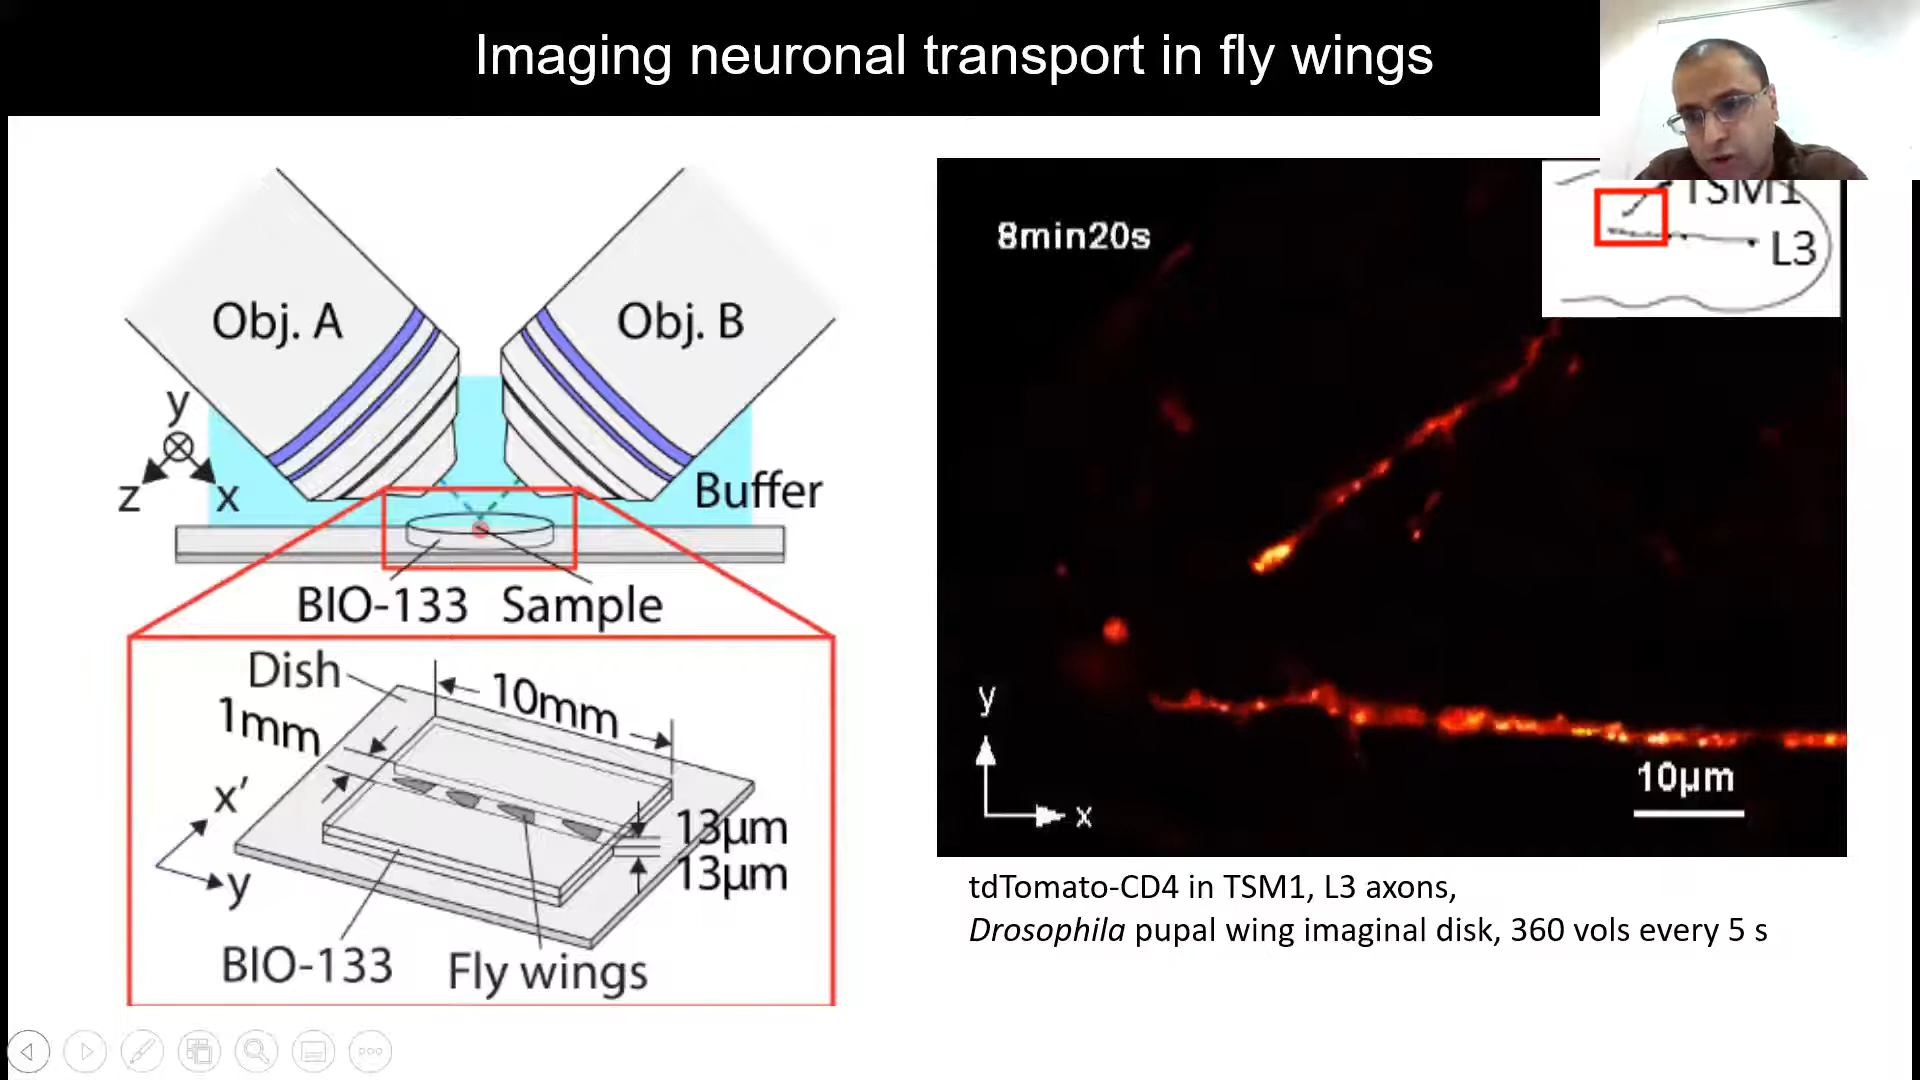 Imaging neuronal transport in fly wings
Obj. A
Obj. B
y
z
x
Buffer
BIO-133
Sample
Dish
10mm
1mm
x'
y
13µm
13µm
BIO-133
Fly wings
8min20s
TSM1
L3
y
x
10µm
tdTomato-CD4 in TSM1, L3 axons,
Drosophila pupal wing imaginal disk, 360 vols every 5 s